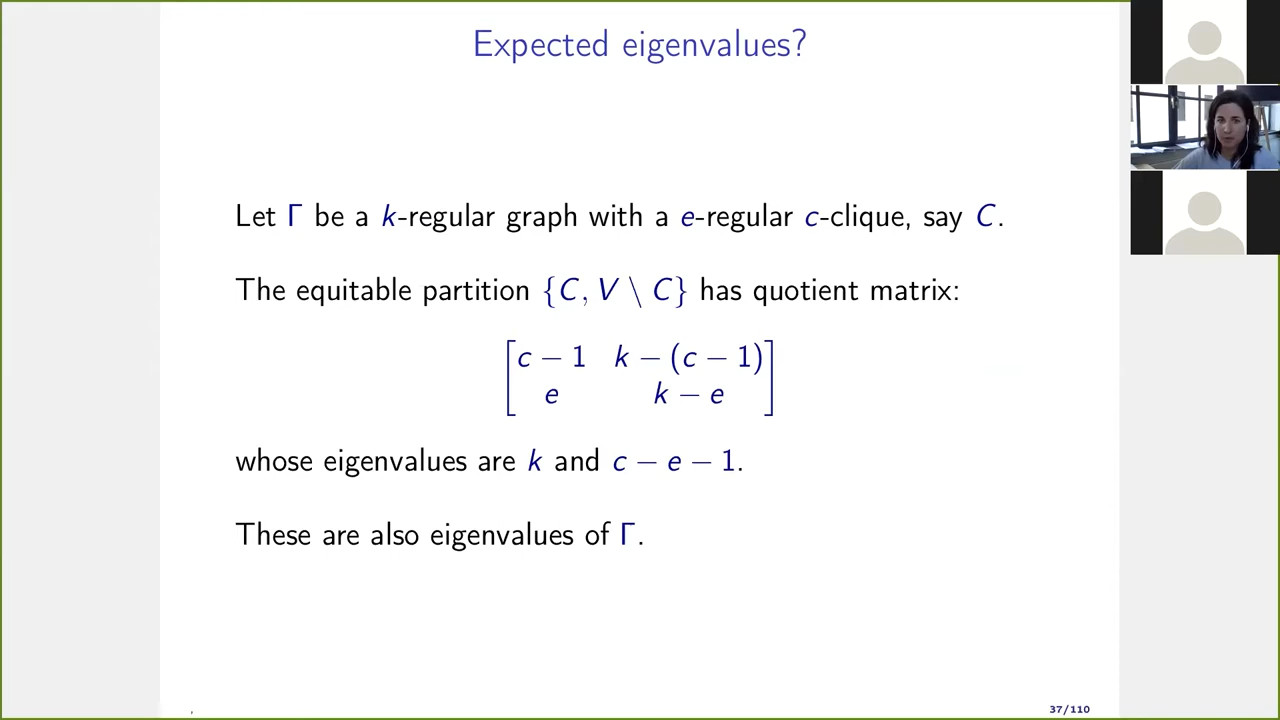 Expected eigenvalues?
Let Γ be a k-regular graph with a e-regular c-clique, say C.
The equitable partition {C, V \ C} has quotient matrix:
[c − 1 k − (c − 1)
e k − e]
whose eigenvalues are k and c − e − 1.
These are also eigenvalues of Γ.
37/110